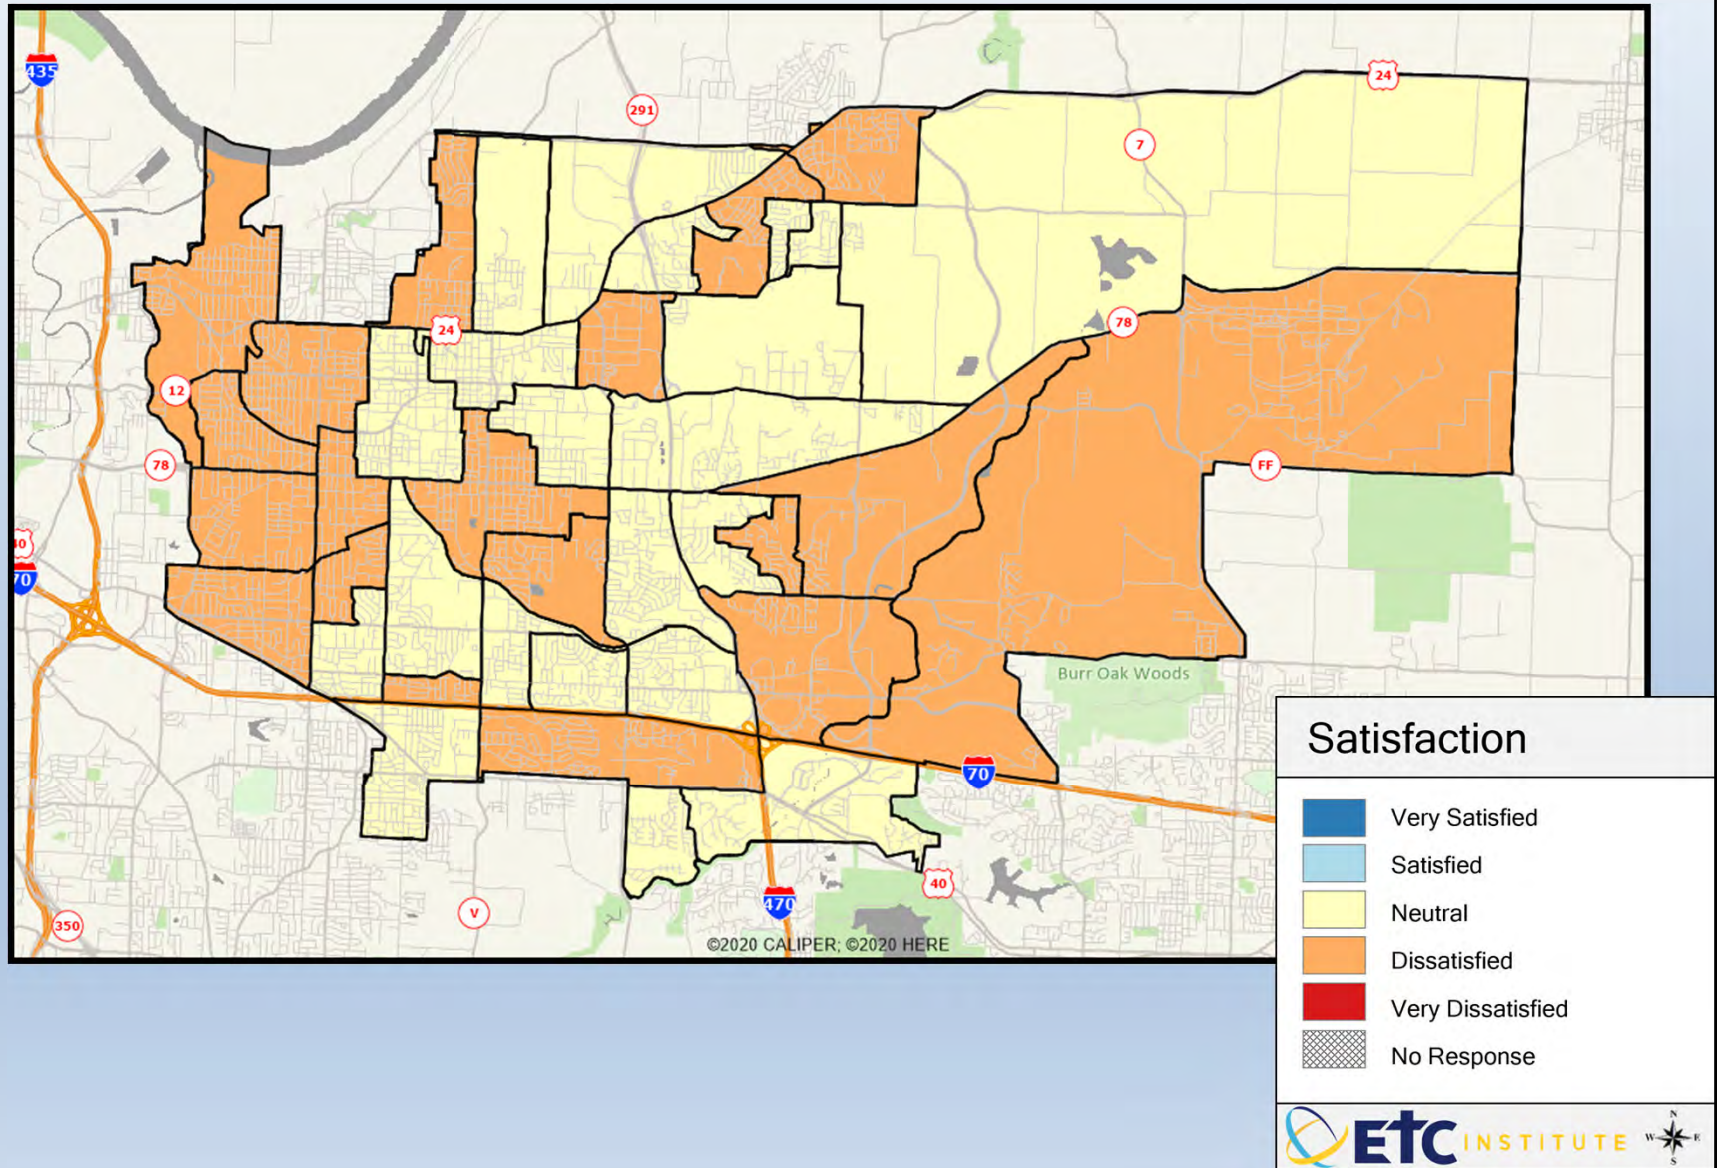 435
291
24
7
24
78
12
78
FF
40
70
Burr Oak Woods
70
40
470
V
350
©2020 CALIPER; ©2020 HERE
Satisfaction
Very Satisfied
Satisfied
Neutral
Dissatisfied
Very Dissatisfied
No Response
ETC INSTITUTE
N
W E
S